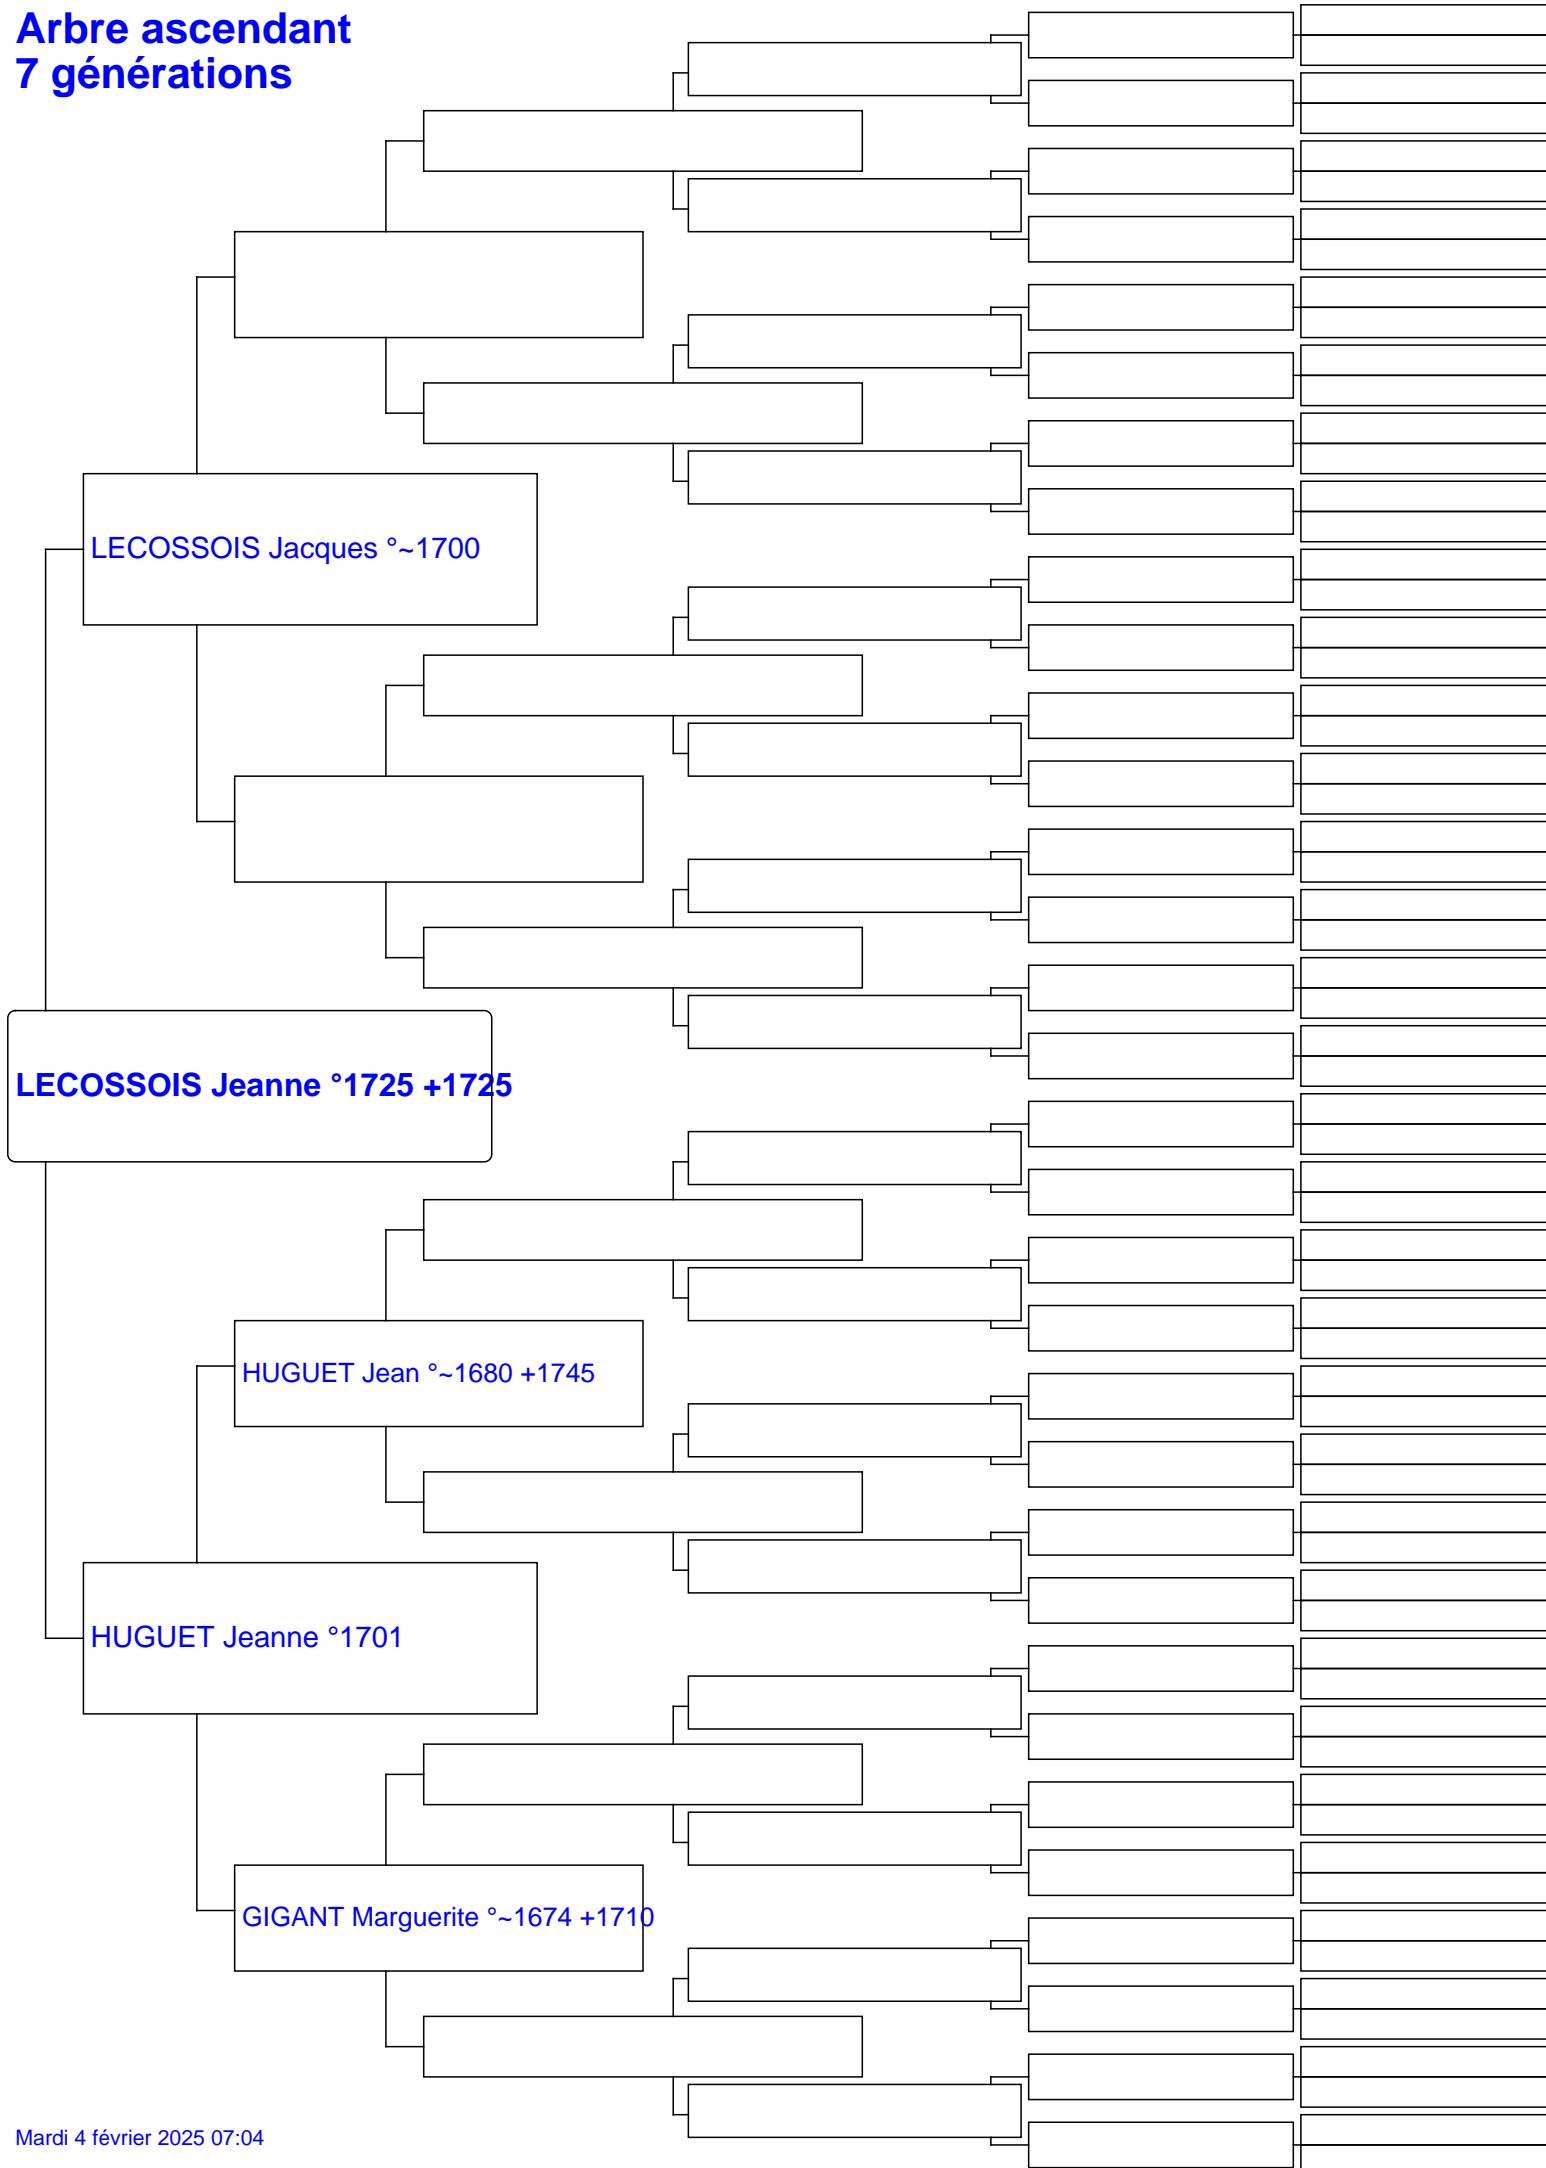 Arbre ascendant
7 générations
LECOSSOIS Jacques °~1700
LECOSSOIS Jeanne °1725 +1725
HUGUET Jean °~1680 +1745
HUGUET Jeanne °1701
GIGANT Marguerite °~1674 +1710
Mardi 4 février 2025 07:04